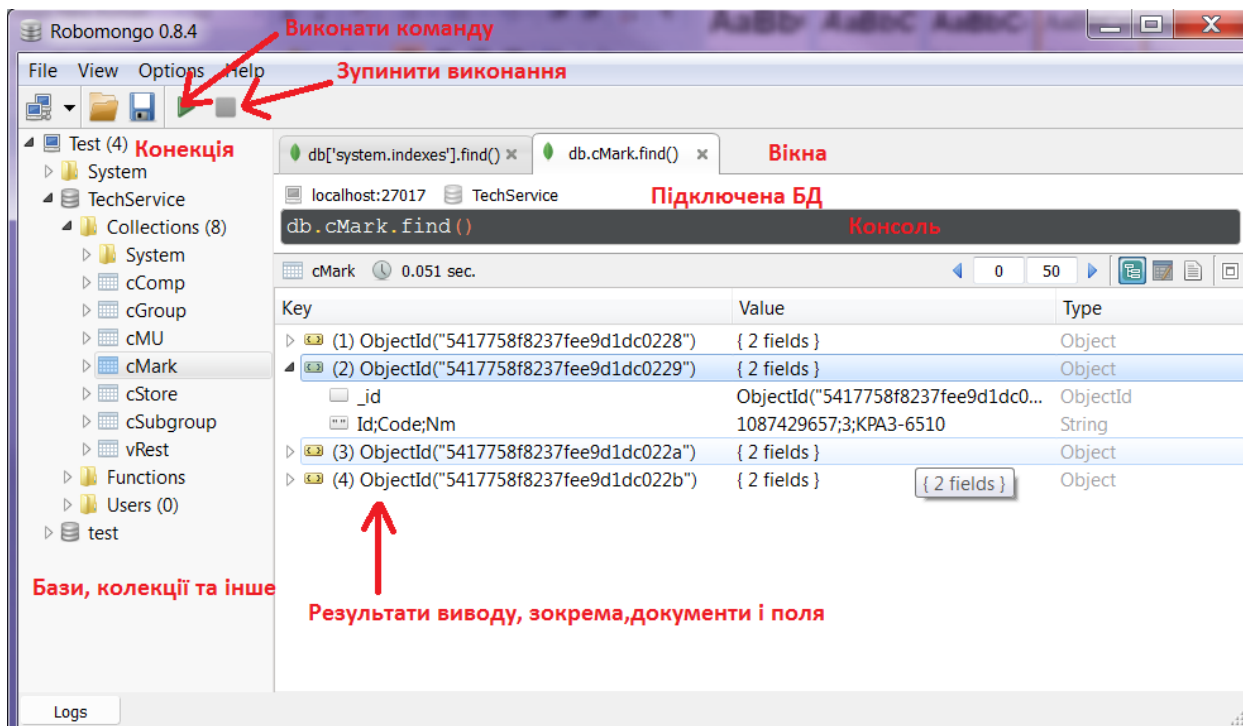 Robomongo 0.8.4
Виконати команду
File View Options Help
Зупинити виконання
Test (4)
Конекція
System
TechService
Collections (8)
System
cComp
cGroup
cMU
cMark
cStore
cSubgroup
vRest
Functions
Users (0)
test
Бази, колекції та інше
db['system.indexes'].find()
db.cMark.find()
Вікна
localhost:27017 TechService
Підключена БД
db.cMark.find()
Консоль
cMark 0.051 sec.
0 50
Key Value Type
(1) ObjectId("5417758f8237fee9d1dc0228") { 2 fields } Object
(2) ObjectId("5417758f8237fee9d1dc0229") { 2 fields } Object
_id ObjectId("5417758f8237fee9d1dc0... ObjectId
Id;Code;Nm 1087429657;3;КРАЗ-6510 String
(3) ObjectId("5417758f8237fee9d1dc022a") { 2 fields } Object
(4) ObjectId("5417758f8237fee9d1dc022b") { 2 fields } Object
{ 2 fields }
Результати виводу, зокрема,документи і поля
Logs